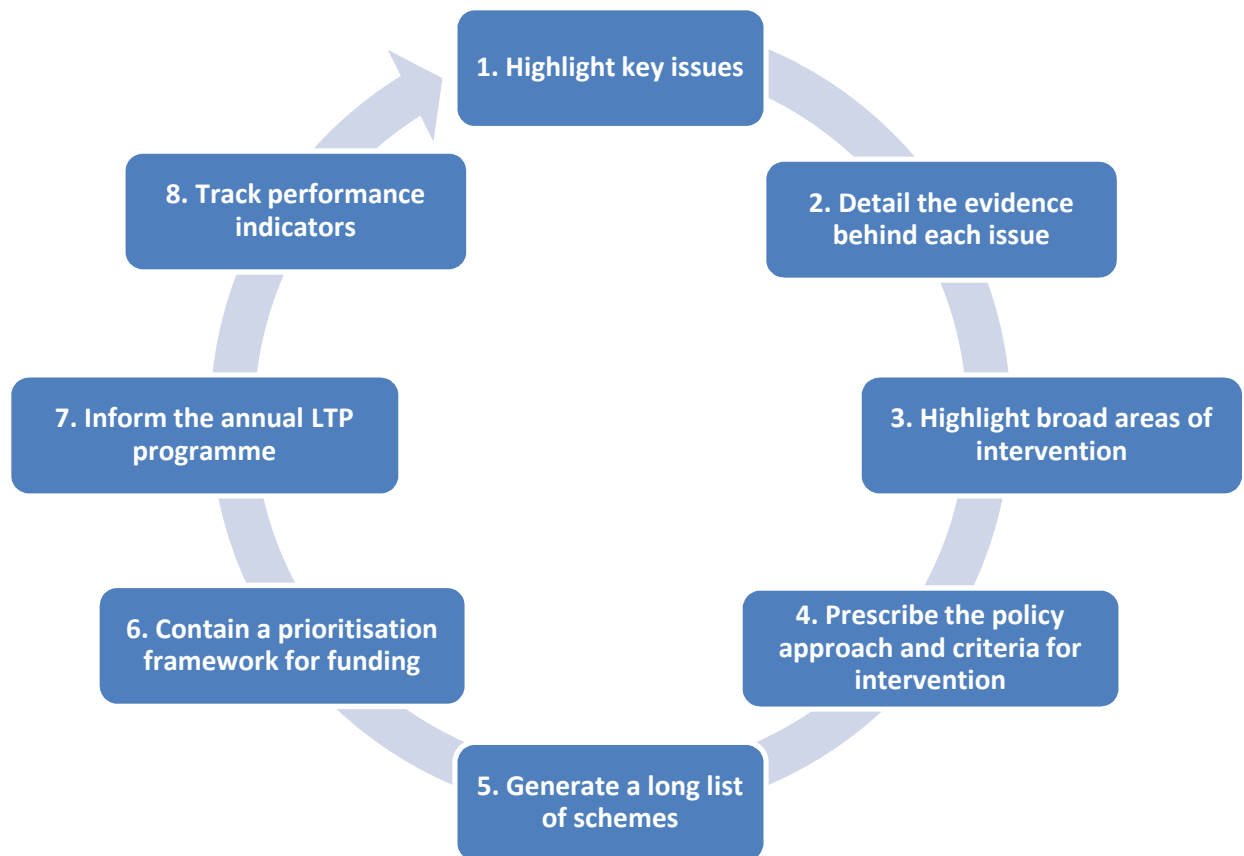 1. Highlight key issues
2. Detail the evidence
behind each issue
3. Highlight broad areas of
intervention
4. Prescribe the policy
approach and criteria for
intervention
5. Generate a long list
of schemes
6. Contain a prioritisation
framework for funding
7. Inform the annual LTP
programme
8. Track performance
indicators